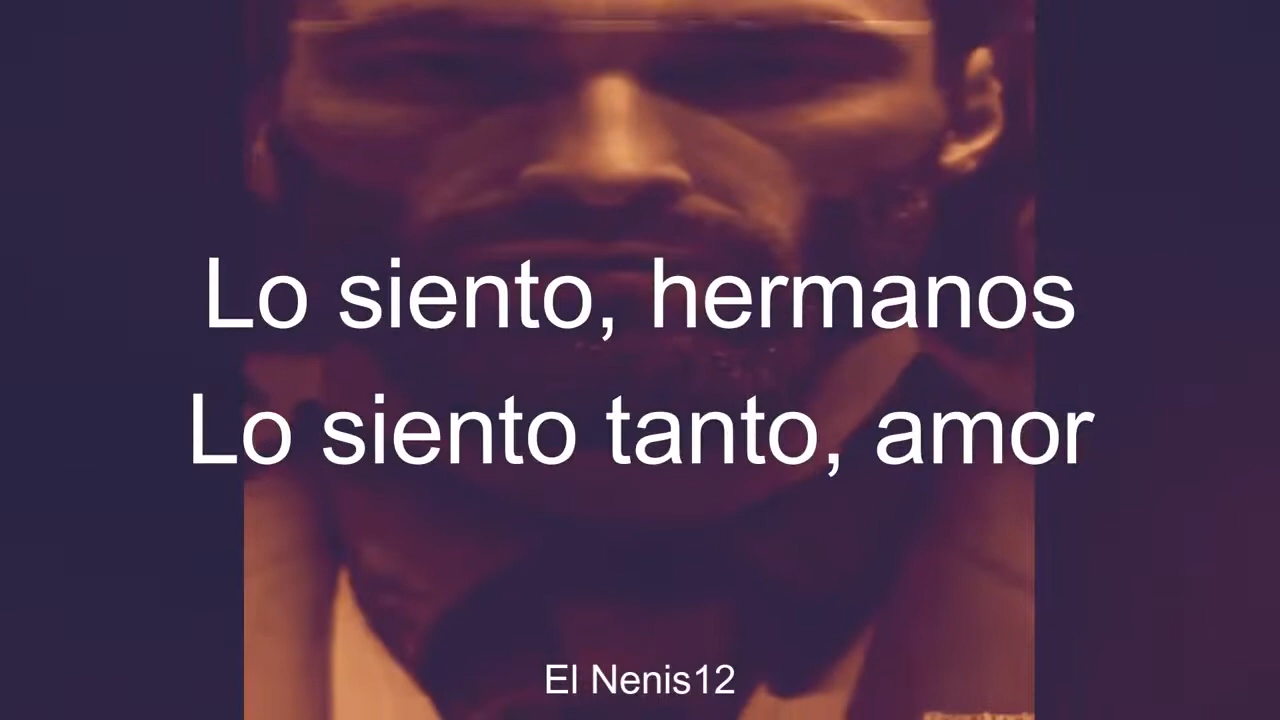 Lo siento, hermanos
Lo siento tanto, amor
El Nenis12